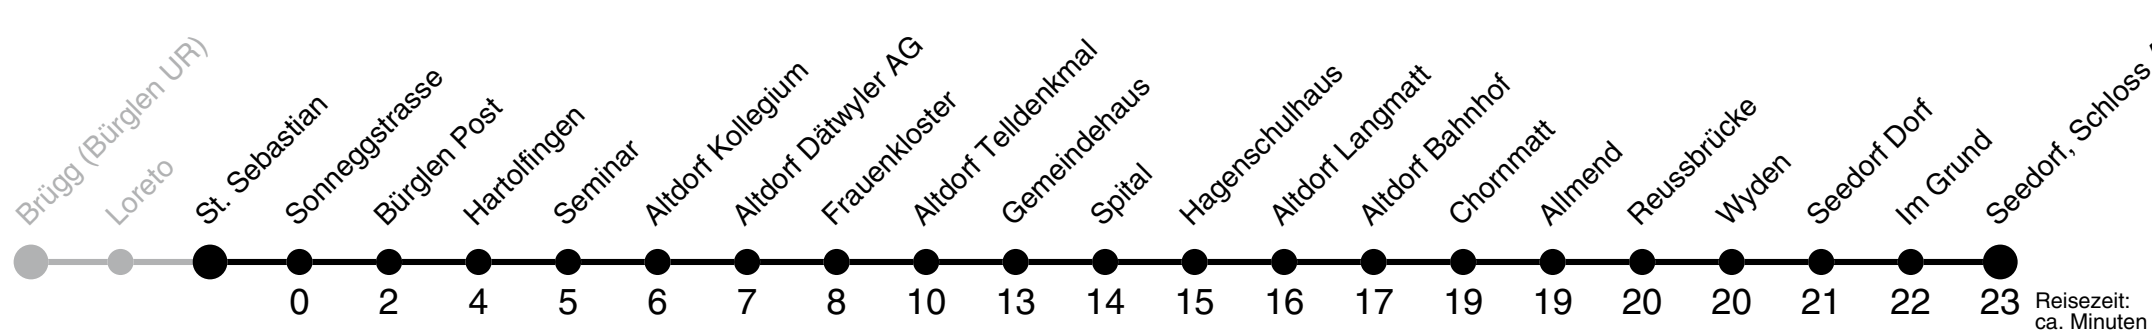 Brügg (Bürglen UR)
Loreto
St. Sebastian
Sonneggstrasse
Bürglen Post
Hartolfingen
Seminar
Altdorf Kollegium
Altdorf Dätwyler AG
Frauenkloster
Altdorf Telldenkmal
Gemeindehaus
Spital
Hagenschulhaus
Altdorf Langmatt
Altdorf Bahnhof
Chornmatt
Allmend
Reussbrücke
Wyden
Seedorf Dorf
Im Grund
Seedorf, Schloss
0 2 4 5 6 7 8 10 13 14 15 16 17 19 19 20 20 21 22 23
Reisezeit:
ca. Minuten